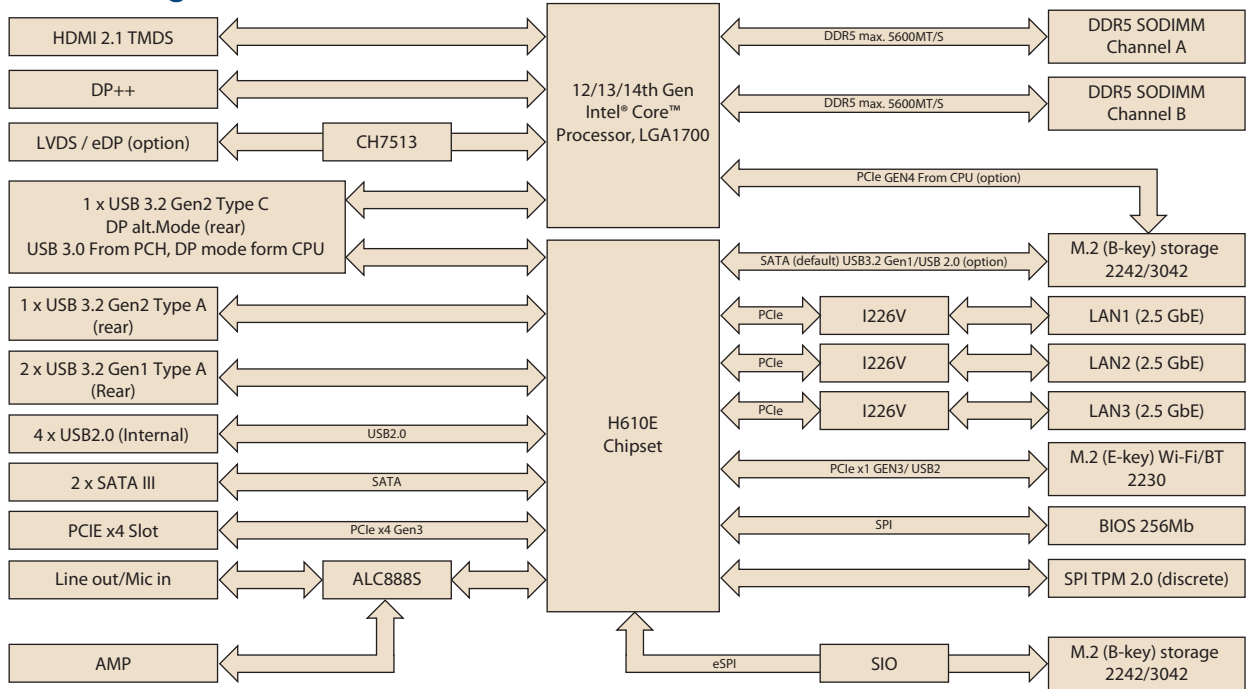 HDMI 2.1 TMDS
DP++
LVDS / eDP (option)
CH7513
1 x USB 3.2 Gen2 Type C
DP alt.Mode (rear)
USB 3.0 From PCH, DP mode form CPU
1 x USB 3.2 Gen2 Type A
(rear)
2 x USB 3.2 Gen1 Type A
(Rear)
4 x USB2.0 (Internal)
USB2.0
2 x SATA III
SATA
PCIE x4 Slot
PCIe x4 Gen3
Line out/Mic in
ALC888S
AMP
12/13/14th Gen
Intel® Core™
Processor, LGA1700
H610E
Chipset
DDR5 max. 5600MT/S
DDR5 SODIMM
Channel A
DDR5 max. 5600MT/S
DDR5 SODIMM
Channel B
PCIe GEN4 From CPU (option)
SATA (default) USB3.2 Gen1/USB 2.0 (option)
M.2 (B-key) storage
2242/3042
PCIe
I226V
LAN1 (2.5 GbE)
PCIe
I226V
LAN2 (2.5 GbE)
PCIe
I226V
LAN3 (2.5 GbE)
PCIe x1 GEN3/ USB2
M.2 (E-key) Wi-Fi/BT
2230
SPI
BIOS 256Mb
SPI TPM 2.0 (discrete)
eSPI
SIO
M.2 (B-key) storage
2242/3042